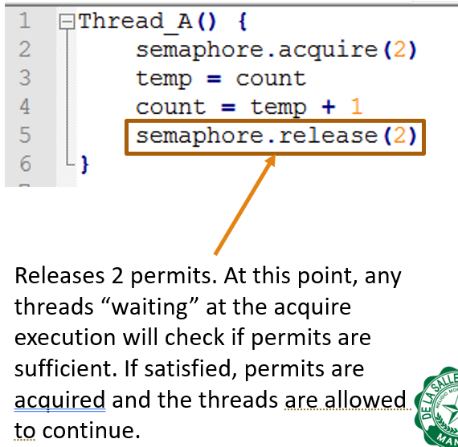 1 Thread_A() {
2 semaphore.acquire(2)
3 temp = count
4 count = temp + 1
5 semaphore.release(2)
6 }
Releases 2 permits. At this point, any
threads “waiting” at the acquire
execution will check if permits are
sufficient. If satisfied, permits are
acquired and the threads are allowed
to continue.
DE LA SALLE